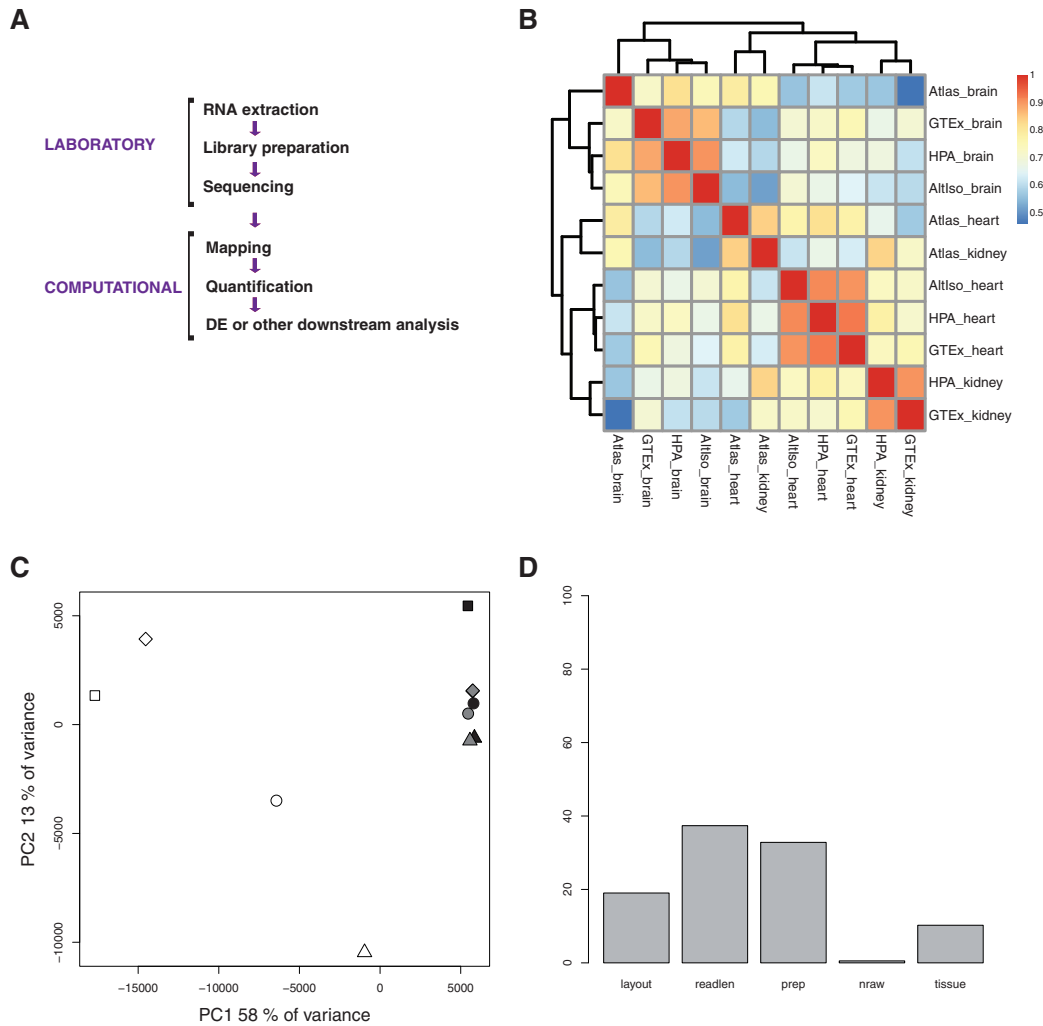 A
LABORATORY
RNA extraction
Library preparation
Sequencing
COMPUTATIONAL
Mapping
Quantification
DE or other downstream analysis
B
1
0.9
0.8
0.7
0.6
0.5
Atlas_brain
GTEx_brain
HPA_brain
AltIso_brain
Atlas_heart
Atlas_kidney
AltIso_heart
HPA_heart
GTEx_heart
HPA_kidney
GTEx_kidney
Atlas_brain
GTEx_brain
HPA_brain
AltIso_brain
Atlas_heart
Atlas_kidney
AltIso_heart
HPA_heart
GTEx_heart
HPA_kidney
GTEx_kidney
C
PC2 13 % of variance
5000
0
−5000
−10000
−15000
−10000
−5000
0
5000
PC1 58 % of variance
D
100
80
60
40
20
0
layout
readlen
prep
nraw
tissue